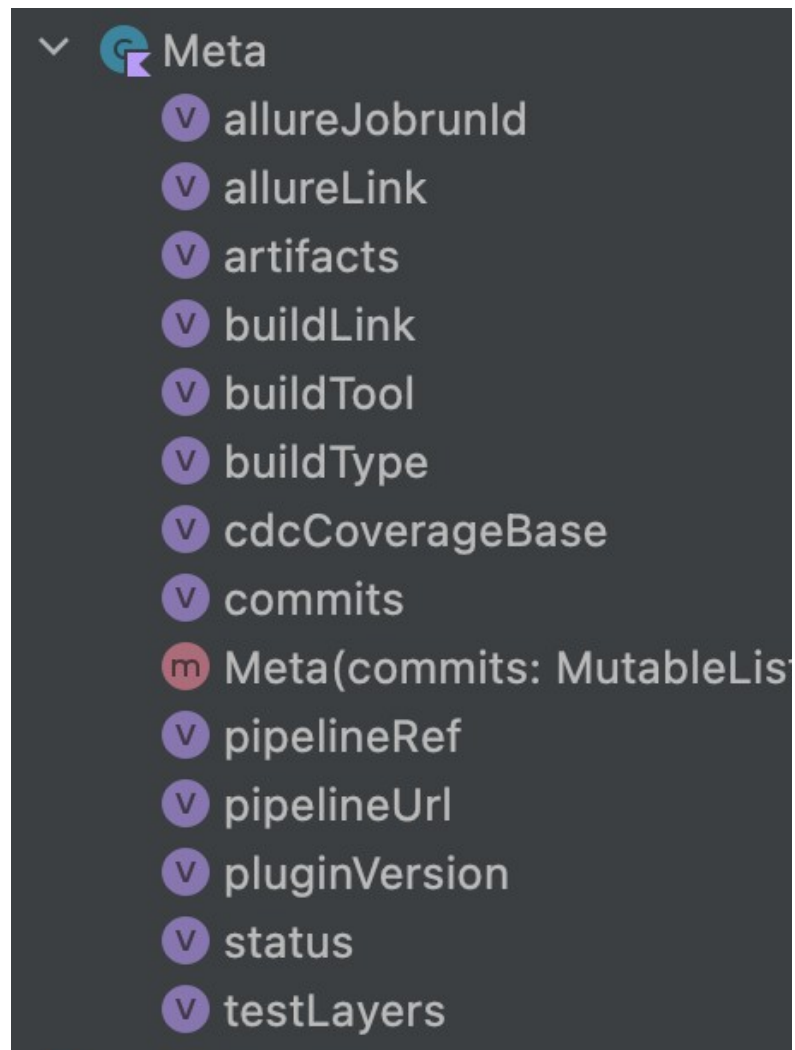 Meta
allureJobrunId
allureLink
artifacts
buildLink
buildTool
buildType
cdcCoverageBase
commits
Meta(commits: MutableList
pipelineRef
pipelineUrl
pluginVersion
status
testLayers